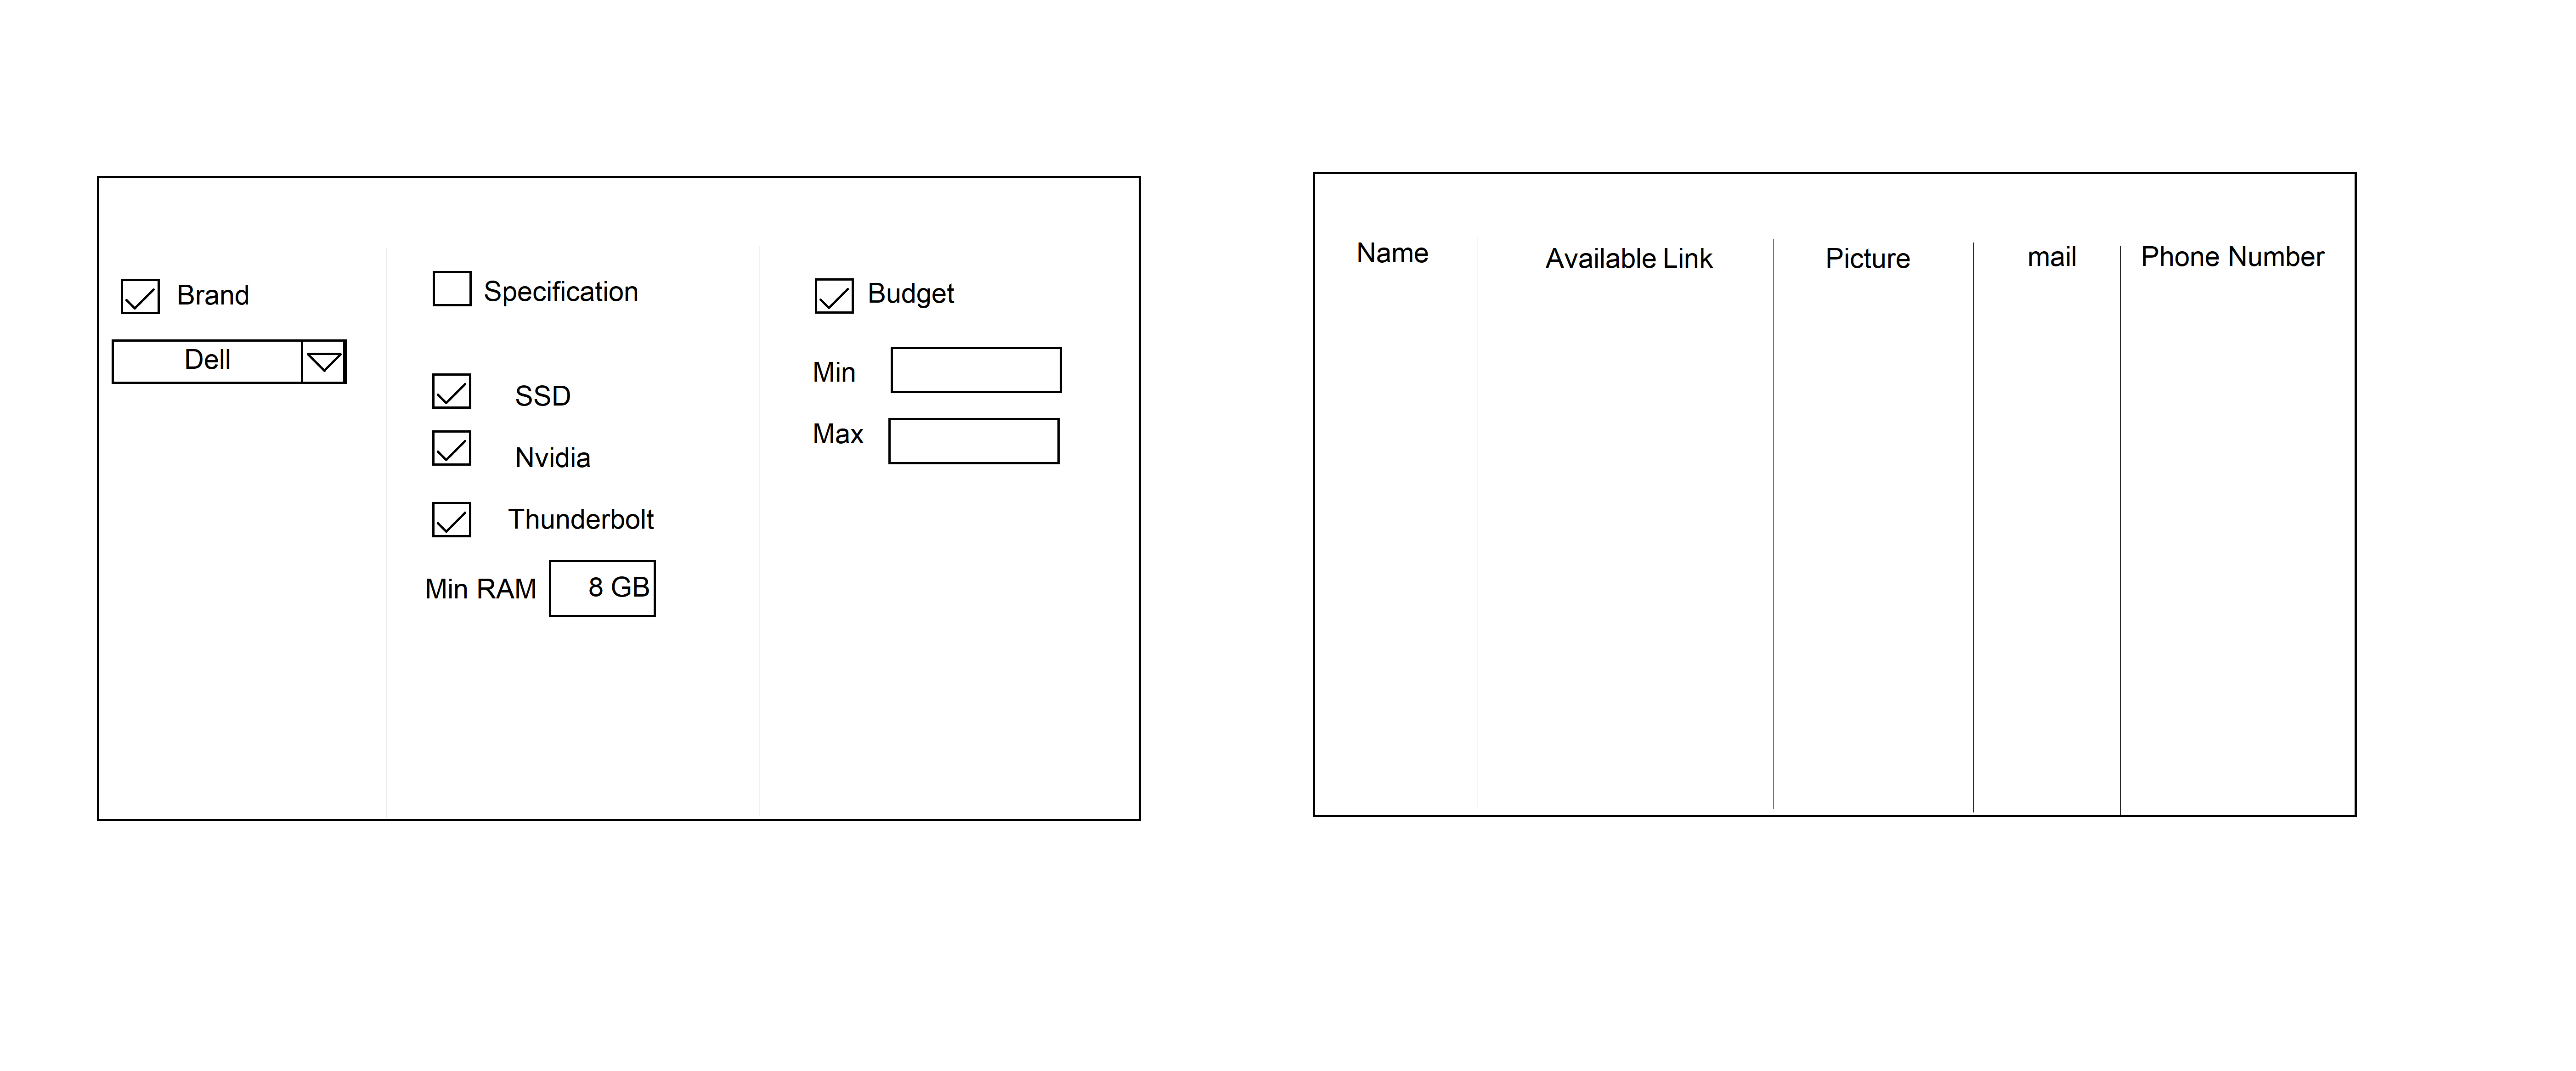 Brand
Dell
Specification
SSD
Nvidia
Thunderbolt
Min RAM 8 GB
Budget
Min
Max
Name
Available Link
Picture
mail
Phone Number